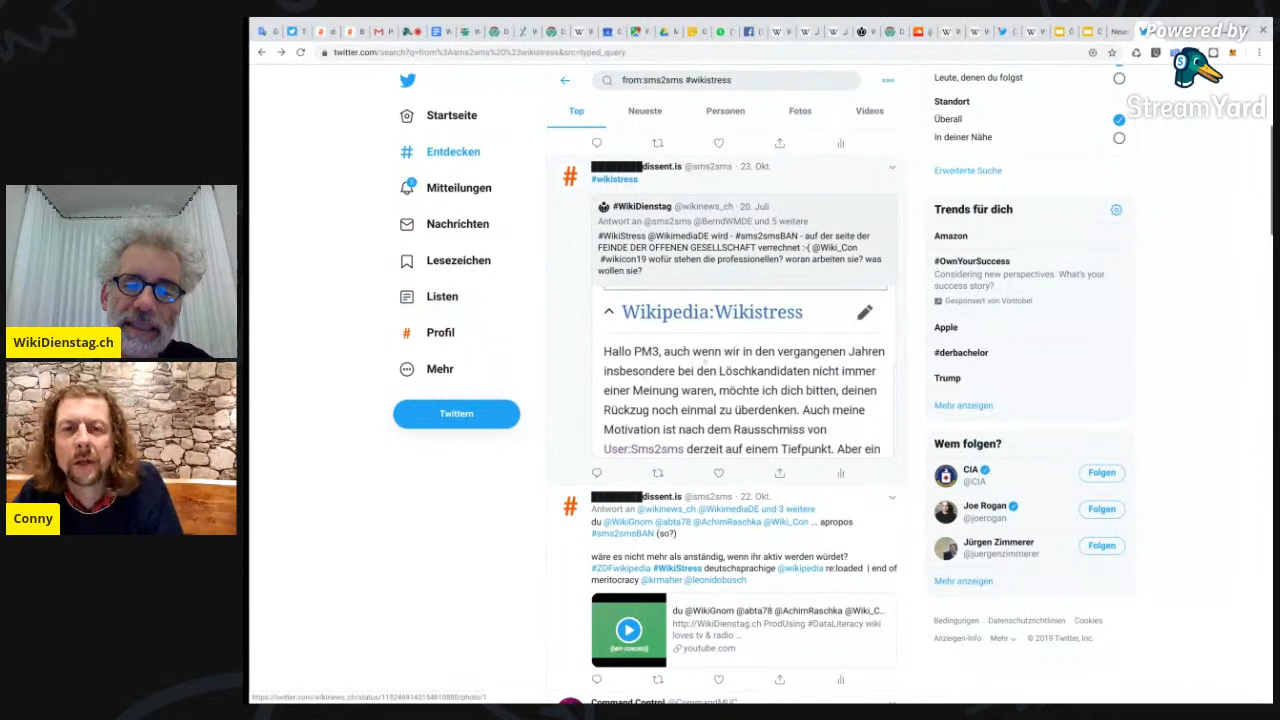 Powered by
StreamYard
twitter.com/search?q=from%3Asms2sms%20%23wikistress&src=typed_query
Startseite
Entdecken
Mitteilungen
Nachrichten
Lesezeichen
Listen
Profil
Mehr
Twittern
WikiDienstag.ch
Conny
from:sms2sms #wikistress
Top
Neueste
Personen
Fotos
Videos
dissent.is @sms2sms · 23. Okt.
#wikistress
#WikiDienstag @wikinews_ch · 20. Juli
Antwort an @sms2sms @BerndWMDE und 5 weitere
#WikiStress @WikimediaDE wird - #sms2smsBAN - auf der seite der
FEINDE DER OFFENEN GESELLSCHAFT verrechnet :-( @Wiki_Con
#wikicon19 wofür stehen die professionellen? woran arbeiten sie? was
wollen sie?
Wikipedia:Wikistress
Hallo PM3, auch wenn wir in den vergangenen Jahren
insbesondere bei den Löschkandidaten nicht immer
einer Meinung waren, möchte ich dich bitten, deinen
Rückzug noch einmal zu überdenken. Auch meine
Motivation ist nach dem Rausschmiss von
User:Sms2sms derzeit auf einem Tiefpunkt. Aber ein
dissent.is @sms2sms · 22. Okt.
Antwort an @wikinews_ch @WikimediaDE und 3 weitere
du @WikiGnom @abta78 @AchimRaschka @Wiki_Con ... apropos
#sms2smsBAN (so?)
wäre es nicht mehr als anständig, wenn ihr aktiv werden würdet?
#ZDFwikipedia #WikiStress deutschsprachige @wikipedia re:loaded | end of
meritocracy @krmaher @leonidobusch
du @WikiGnom @abta78 @AchimRaschka @Wiki_C...
http://WikiDienstag.ch ProdUsing #DataLiteracy wiki
loves tv & radio ...
youtube.com
Command Control @CommandMUC
Leute, denen du folgst
Standort
Überall
In deiner Nähe
Erweiterte Suche
Trends für dich
Amazon
#OwnYourSuccess
Considering new perspectives. What's your
success story?
Gesponsert von Vontobel
Apple
#derbachelor
Trump
Mehr anzeigen
Wem folgen?
CIA
@CIA
Folgen
Joe Rogan
@joerogan
Folgen
Jürgen Zimmerer
@juergenzimmerer
Folgen
Mehr anzeigen
Bedingungen Datenschutzrichtlinien Cookies
Anzeigen-Info Mehr © 2019 Twitter, Inc.